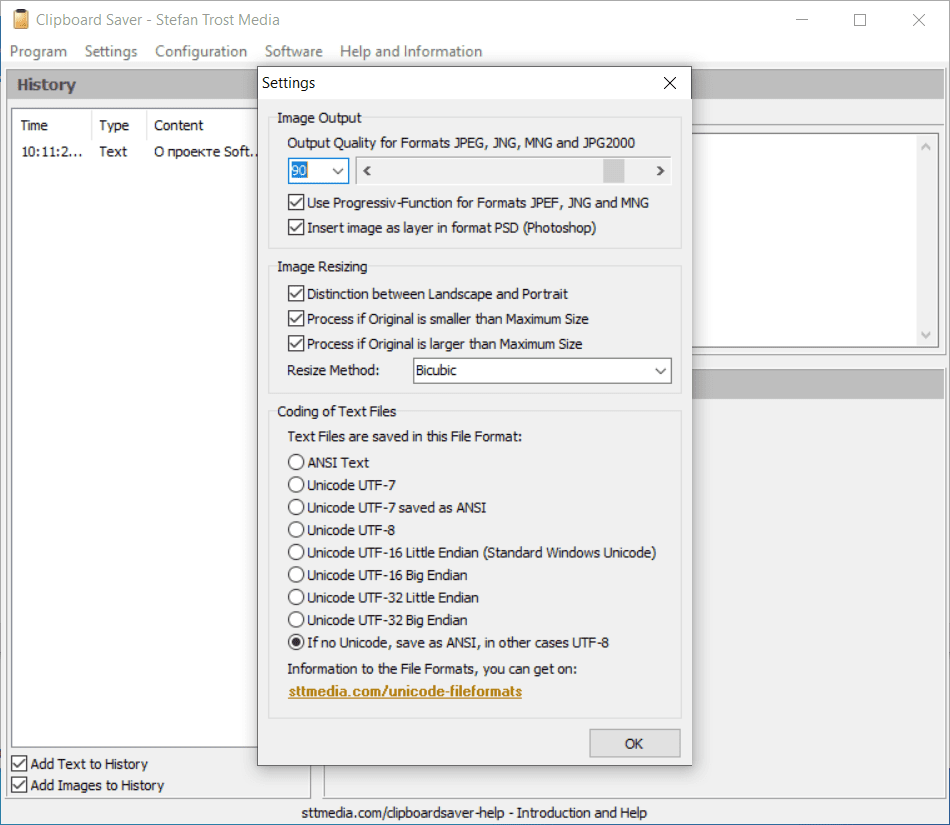 Clipboard Saver - Stefan Trost Media
Program Settings Configuration Software Help and Information
History
Time Type Content
10:11:2... Text О проекте Soft...
Add Text to History
Add Images to History
Settings
Image Output
Output Quality for Formats JPEG, JNG, MNG and JPG2000
90
Use Progressiv-Function for Formats JPEF, JNG and MNG
Insert image as layer in format PSD (Photoshop)
Image Resizing
Distinction between Landscape and Portrait
Process if Original is smaller than Maximum Size
Process if Original is larger than Maximum Size
Resize Method: Bicubic
Coding of Text Files
Text Files are saved in this File Format:
ANSI Text
Unicode UTF-7
Unicode UTF-7 saved as ANSI
Unicode UTF-8
Unicode UTF-16 Little Endian (Standard Windows Unicode)
Unicode UTF-16 Big Endian
Unicode UTF-32 Little Endian
Unicode UTF-32 Big Endian
If no Unicode, save as ANSI, in other cases UTF-8
Information to the File Formats, you can get on:
sttmedia.com/unicode-fileformats
OK
sttmedia.com/clipboardsaver-help - Introduction and Help